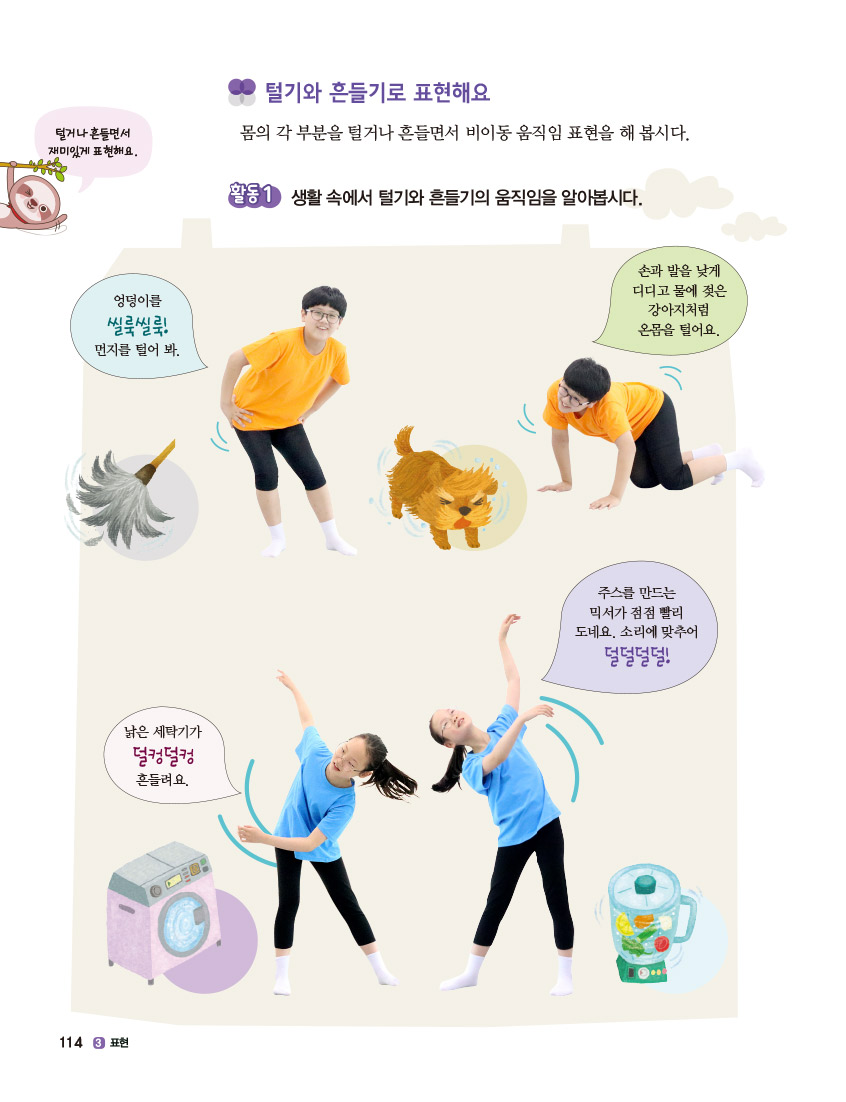 털기와 흔들기로 표현해요
몸의 각 부분을 털거나 흔들면서 비이동 움직임 표현을 해 봅시다.
털거나 흔들면서
재미있게 표현해요.
활동1 생활 속에서 털기와 흔들기의 움직임을 알아봅시다.
엉덩이를
씰룩씰룩!
먼지를 털어 봐.
손과 발을 낮게
디디고 물에 젖은
강아지처럼
온몸을 털어요.
주스를 만드는
믹서가 점점 빨리
도네요. 소리에 맞추어
덜덜덜덜!
낡은 세탁기가
덜컹덜컹
흔들려요.
114 3 표현